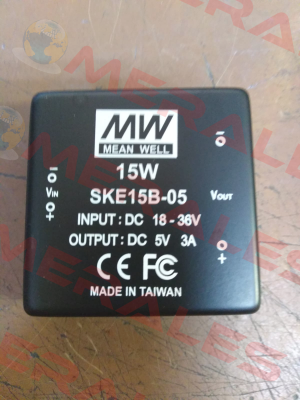 MW
MEAN WELL
15W
SKE15B-05
VIN
VOUT
INPUT : DC 18 - 36V
OUTPUT : DC 5V 3A
CE FC
MADE IN TAIWAN
MERALES